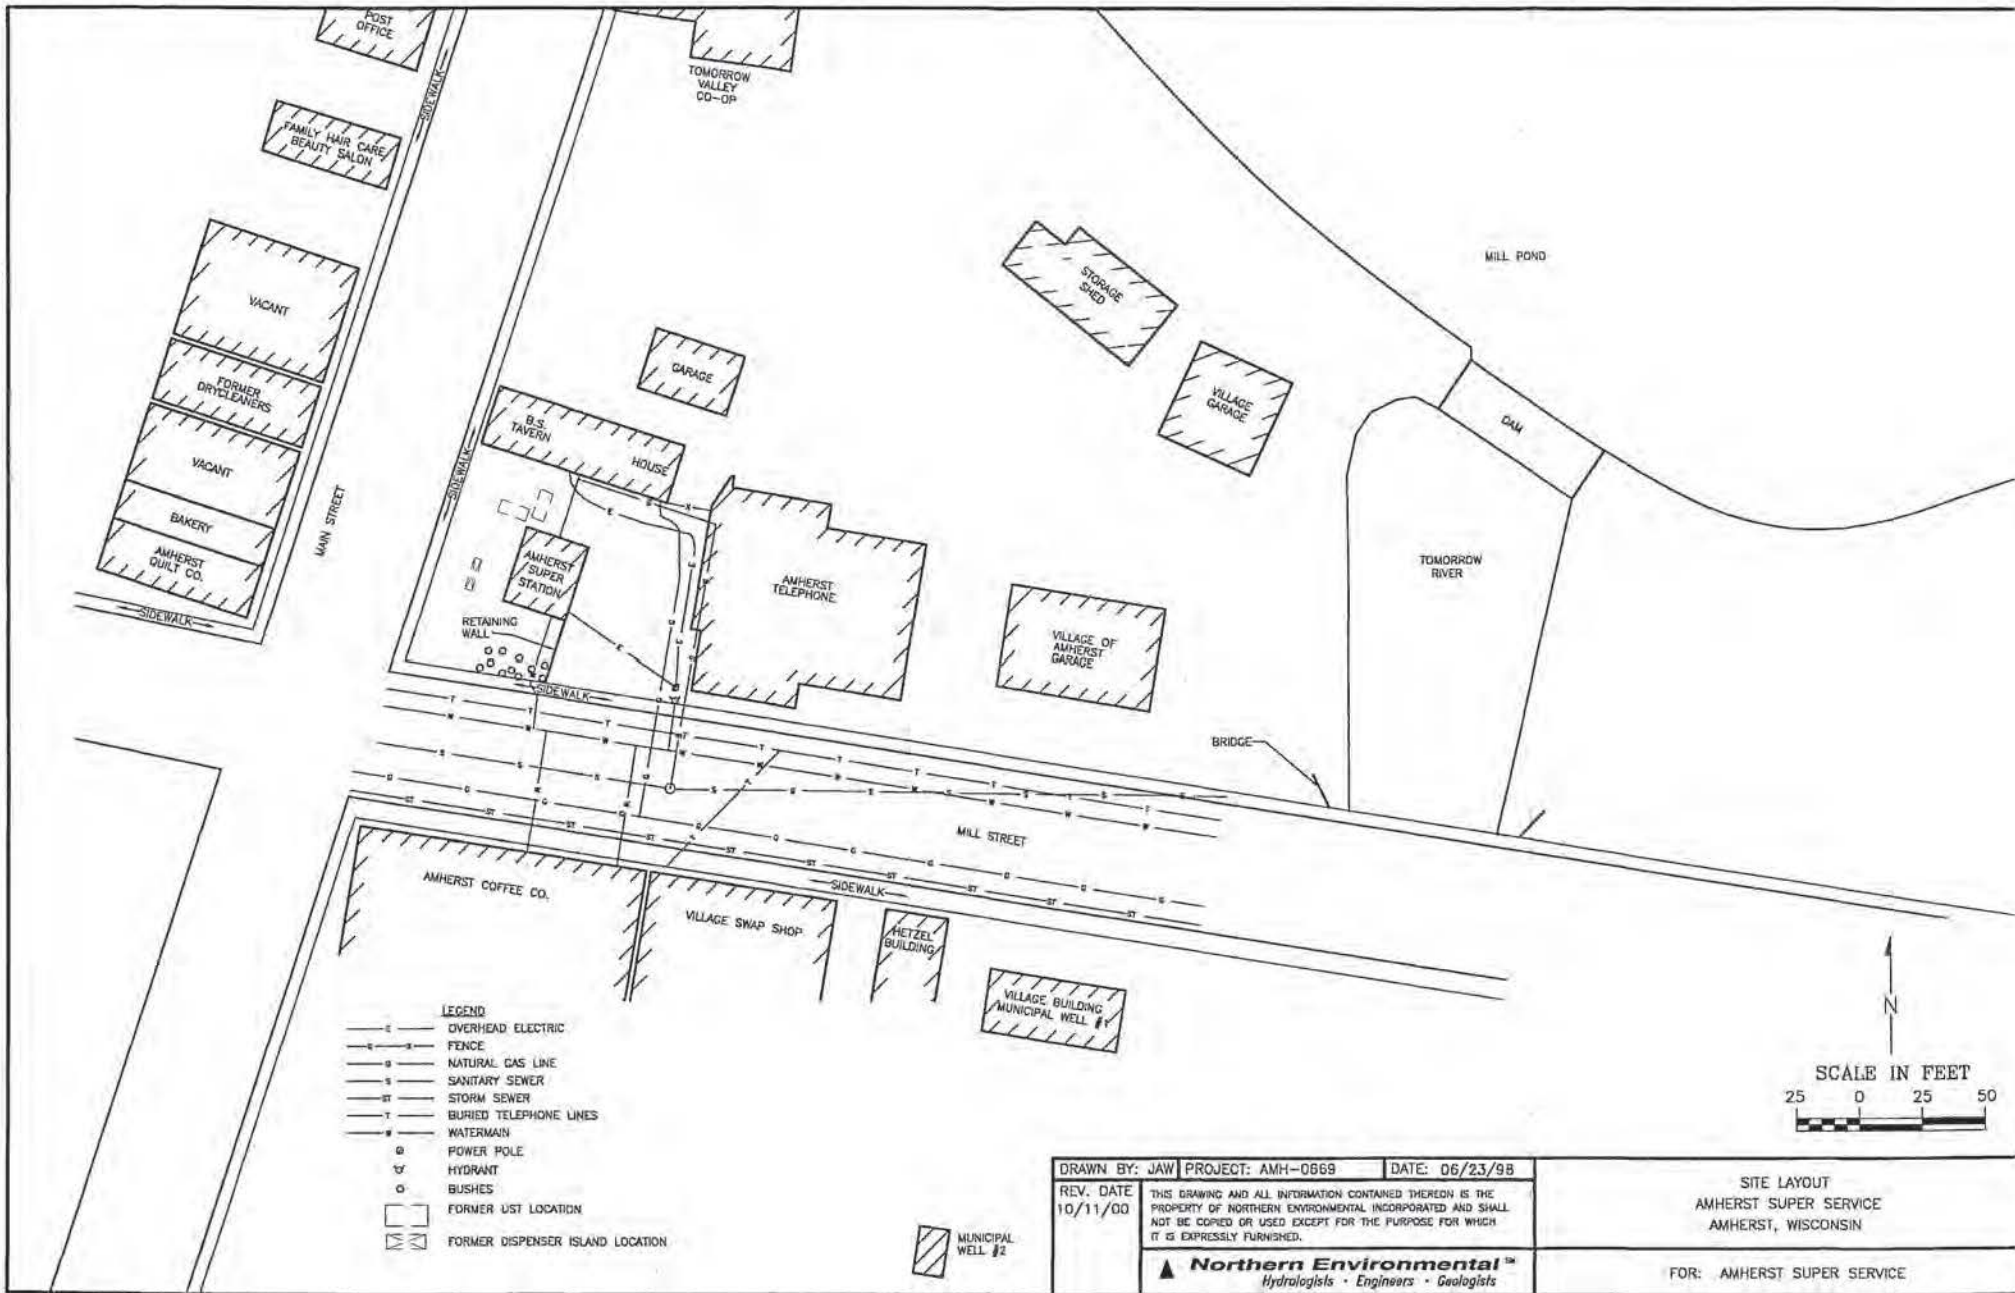 POST
OFFICE
SIDEWALK
TOMORROW
VALLEY
CO-OP
FAMILY HAIR CARE
BEAUTY SALON
MILL POND
STORAGE
SHED
VACANT
GARAGE
FORMER
DRYCLEANERS
VILLAGE
GARAGE
DAM
B.S.
TAVERN
HOUSE
SIDEWALK
VACANT
BAKERY
AMHERST
QUILT CO.
MAIN STREET
AMHERST
SUPER
STATION
AMHERST
TELEPHONE
TOMORROW
RIVER
SIDEWALK
RETAINING
WALL
VILLAGE OF
AMHERST
GARAGE
SIDEWALK
BRIDGE
MILL STREET
AMHERST COFFEE CO.
SIDEWALK
VILLAGE SWAP SHOP
HETZEL
BUILDING
VILLAGE BUILDING
MUNICIPAL WELL #1
LEGEND
E OVERHEAD ELECTRIC
X FENCE
G NATURAL GAS LINE
S SANITARY SEWER
ST STORM SEWER
T BURIED TELEPHONE LINES
W WATERMAIN
POWER POLE
HYDRANT
BUSHES
FORMER UST LOCATION
FORMER DISPENSER ISLAND LOCATION
MUNICIPAL
WELL #2
N
SCALE IN FEET
25 0 25 50
DRAWN BY: JAW PROJECT: AMH-0669 DATE: 06/23/98
REV. DATE
10/11/00
THIS DRAWING AND ALL INFORMATION CONTAINED THEREON IS THE
PROPERTY OF NORTHERN ENVIRONMENTAL INCORPORATED AND SHALL
NOT BE COPIED OR USED EXCEPT FOR THE PURPOSE FOR WHICH
IT IS EXPRESSLY FURNISHED.
Northern Environmental SM
Hydrologists · Engineers · Geologists
SITE LAYOUT
AMHERST SUPER SERVICE
AMHERST, WISCONSIN
FOR: AMHERST SUPER SERVICE